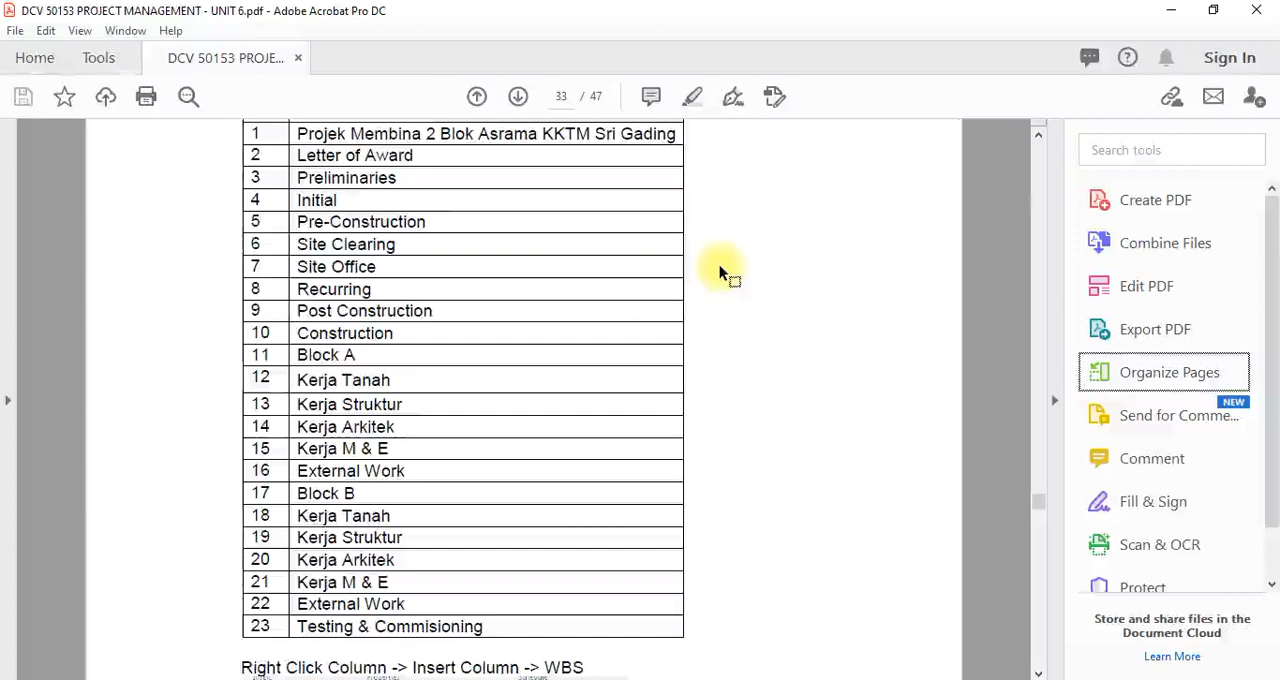 DCV 50153 PROJECT MANAGEMENT - UNIT 6.pdf - Adobe Acrobat Pro DC
File Edit View Window Help
Home Tools DCV 50153 PROJE... × Sign In
33 / 47
1 Projek Membina 2 Blok Asrama KKTM Sri Gading
2 Letter of Award
3 Preliminaries
4 Initial
5 Pre-Construction
6 Site Clearing
7 Site Office
8 Recurring
9 Post Construction
10 Construction
11 Block A
12 Kerja Tanah
13 Kerja Struktur
14 Kerja Arkitek
15 Kerja M & E
16 External Work
17 Block B
18 Kerja Tanah
19 Kerja Struktur
20 Kerja Arkitek
21 Kerja M & E
22 External Work
23 Testing & Commisioning
Right Click Column -> Insert Column -> WBS
Search tools
Create PDF
Combine Files
Edit PDF
Export PDF
Organize Pages
NEW
Send for Comme...
Comment
Fill & Sign
Scan & OCR
Protect
Store and share files in the
Document Cloud
Learn More